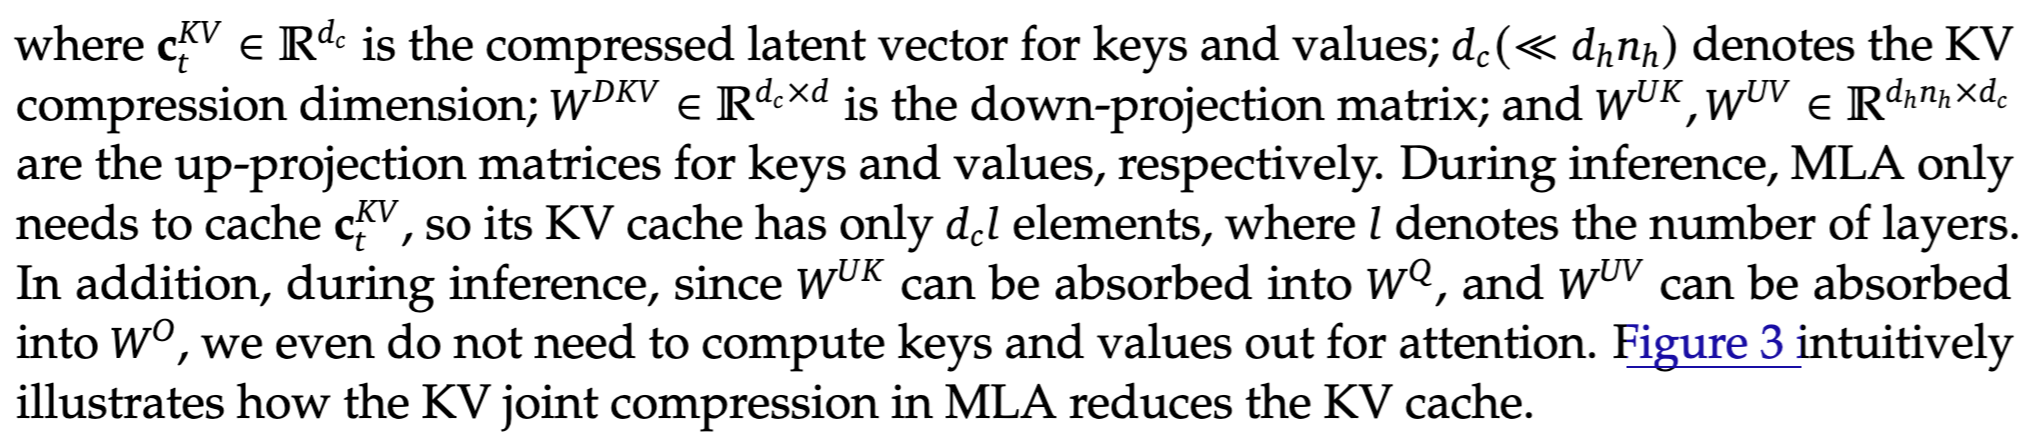 where $\mathbf{c}_t^{KV} \in \mathbb{R}^{d_c}$ is the compressed latent vector for keys and values; $d_c (\ll d_h n_h)$ denotes the KV
compression dimension; $W^{DKV} \in \mathbb{R}^{d_c \times d}$ is the down-projection matrix; and $W^{UK}, W^{UV} \in \mathbb{R}^{d_h n_h \times d_c}$
are the up-projection matrices for keys and values, respectively. During inference, MLA only
needs to cache $\mathbf{c}_t^{KV}$, so its KV cache has only $d_c l$ elements, where $l$ denotes the number of layers.
In addition, during inference, since $W^{UK}$ can be absorbed into $W^Q$, and $W^{UV}$ can be absorbed
into $W^O$, we even do not need to compute keys and values out for attention. Figure 3 intuitively
illustrates how the KV joint compression in MLA reduces the KV cache.